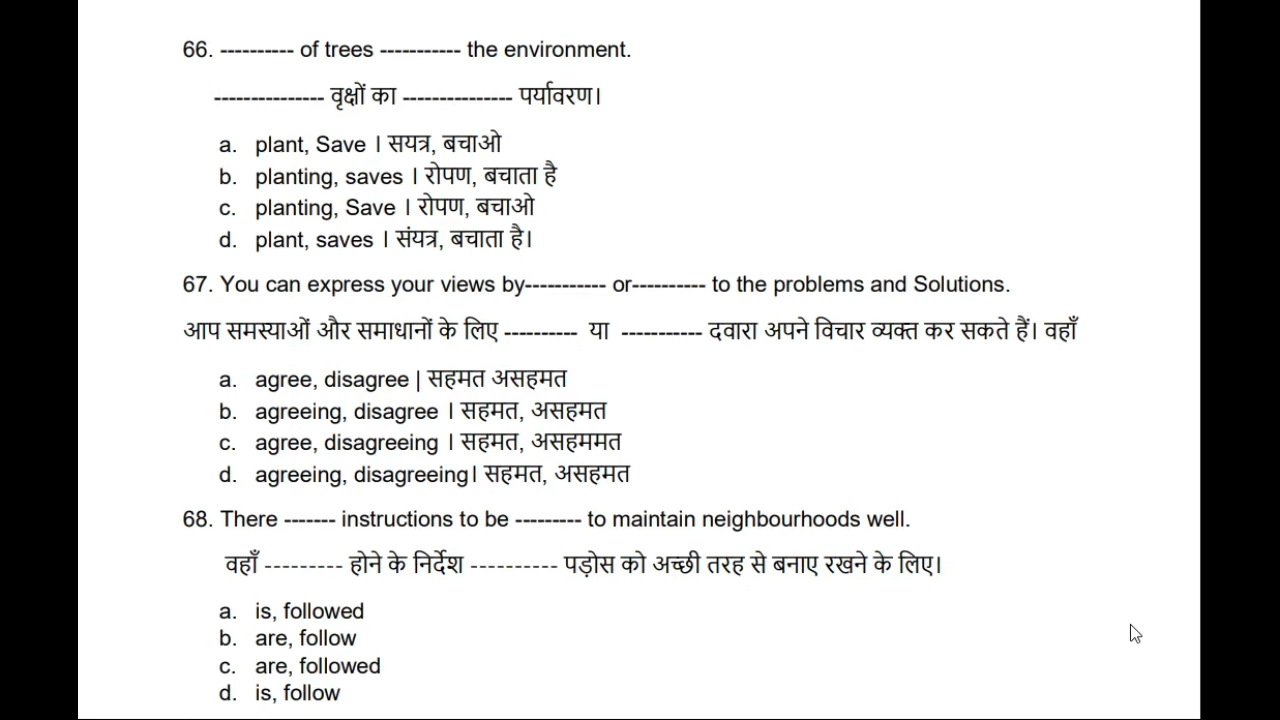 66. ---------- of trees ----------- the environment.
--------------- वृक्षों का --------------- पर्यावरण।
a. plant, Save । सयत्र, बचाओ
b. planting, saves । रोपण, बचाता है
c. planting, Save । रोपण, बचाओ
d. plant, saves । संयत्र, बचाता है।
67. You can express your views by----------- or---------- to the problems and Solutions.
आप समस्याओं और समाधानों के लिए ---------- या ----------- दवारा अपने विचार व्यक्त कर सकते हैं। वहाँ
a. agree, disagree | सहमत असहमत
b. agreeing, disagree । सहमत, असहमत
c. agree, disagreeing । सहमत, असहममत
d. agreeing, disagreeing। सहमत, असहमत
68. There ------- instructions to be --------- to maintain neighbourhoods well.
वहाँ --------- होने के निर्देश ---------- पड़ोस को अच्छी तरह से बनाए रखने के लिए।
a. is, followed
b. are, follow
c. are, followed
d. is, follow